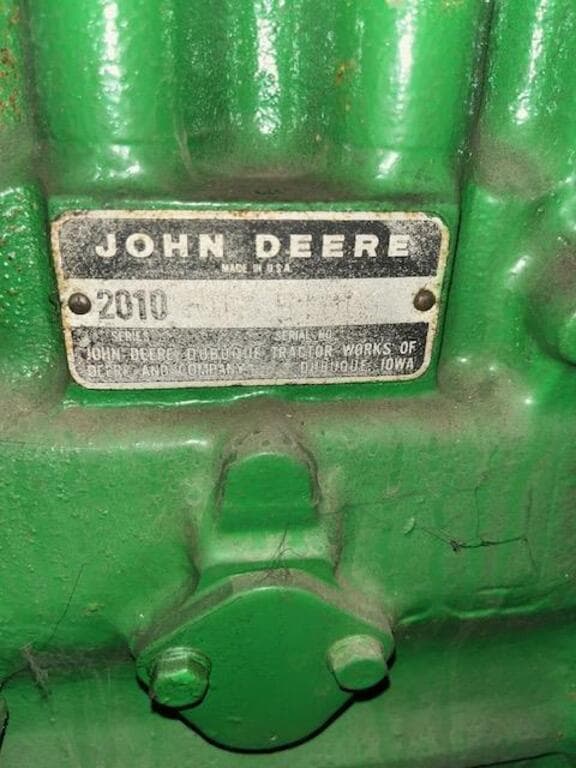 JOHN DEERE
MADE IN U.S.A.
2010
SERIES SERIAL NO.
JOHN DEERE DUBUQUE TRACTOR WORKS OF
DEERE AND COMPANY DUBUQUE, IOWA